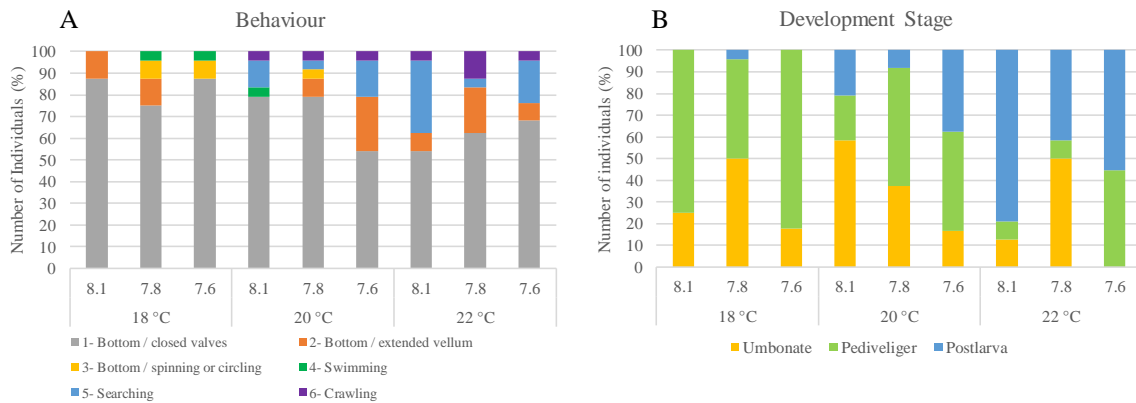 A
Behaviour
Number of Individuals (%)
100
90
80
70
60
50
40
30
20
10
0
8.1 7.8 7.6 8.1 7.8 7.6 8.1 7.8 7.6
18 °C 20 °C 22 °C
1- Bottom / closed valves
2- Bottom / extended vellum
3- Bottom / spinning or circling
4- Swimming
5- Searching
6- Crawling
B
Development Stage
Number of individuals (%)
100
90
80
70
60
50
40
30
20
10
0
8.1 7.8 7.6 8.1 7.8 7.6 8.1 7.8 7.6
18 °C 20 °C 22 °C
Umbonate Pediveliger Postlarva